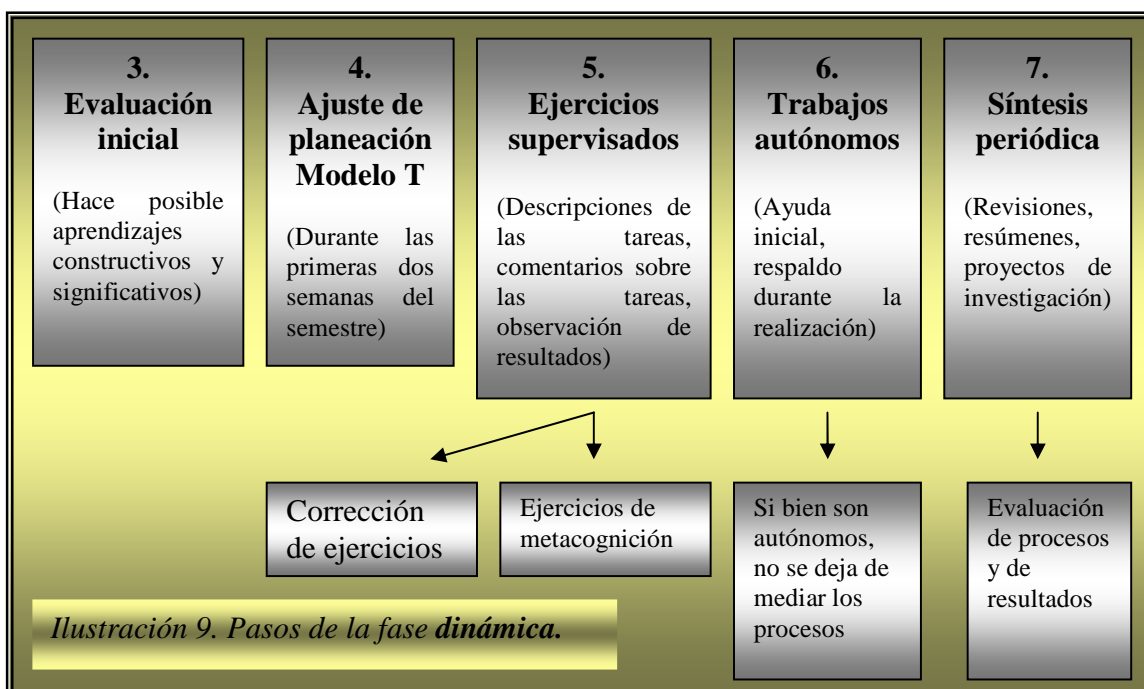 3.
Evaluación
inicial
(Hace posible
aprendizajes
constructivos y
significativos)
4.
Ajuste de
planeación
Modelo T
(Durante las
primeras dos
semanas del
semestre)
5.
Ejercicios
supervisados
(Descripciones de
las tareas,
comentarios sobre
las tareas,
observación de
resultados)
6.
Trabajos
autónomos
(Ayuda
inicial,
respaldo
durante la
realización)
7.
Síntesis
periódica
(Revisiones,
resúmenes,
proyectos de
investigación)
Corrección
de ejercicios
Ejercicios de
metacognición
Si bien son
autónomos,
no se deja de
mediar los
procesos
Evaluación
de procesos
y de
resultados
Ilustración 9. Pasos de la fase dinámica.